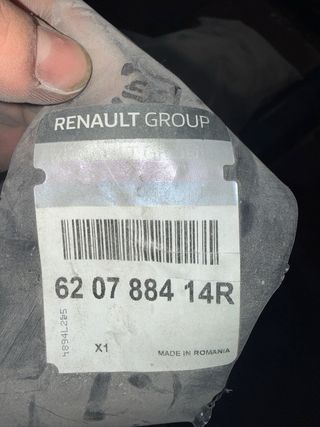 RENAULT GROUP
62 07 884 14R
X1
MADE IN ROMANIA